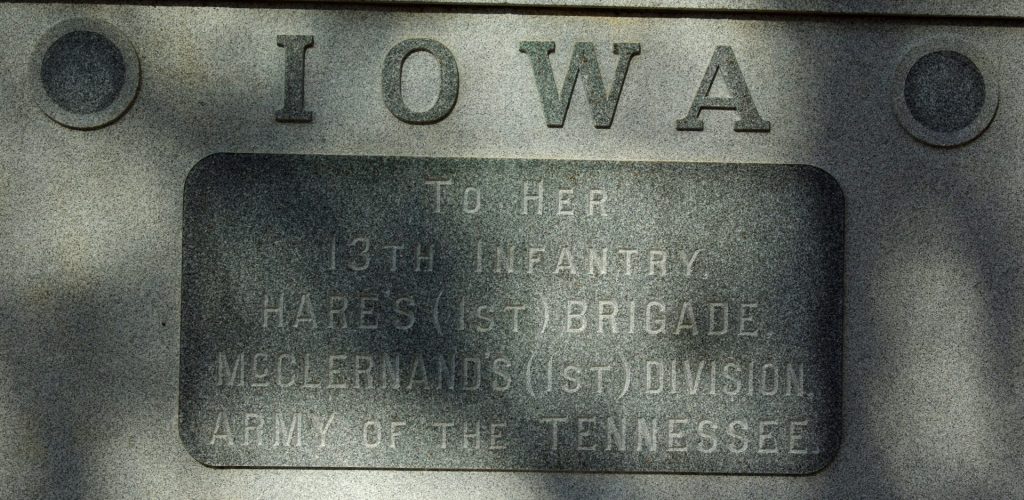 IOWA
TO HER
13TH INFANTRY.
HARE'S (1ST) BRIGADE.
MCCLERNAND'S (1ST) DIVISION.
ARMY OF THE TENNESSEE.